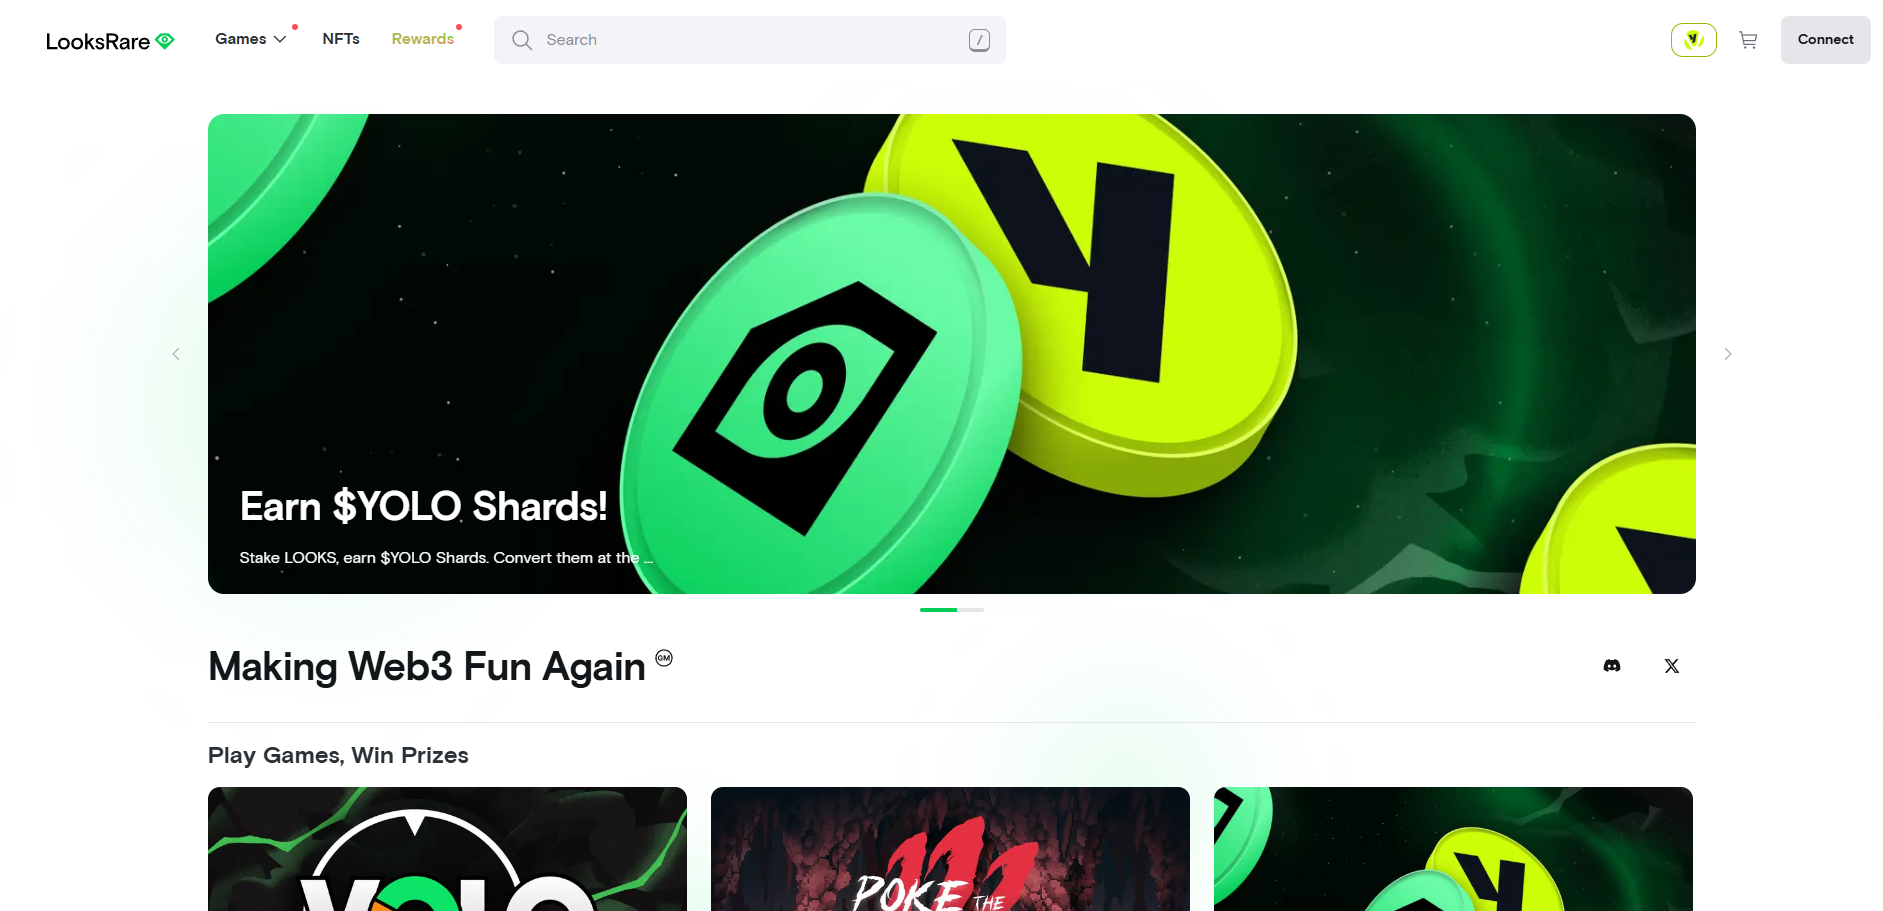 LooksRare
Games
NFTs
Rewards
Search
/
Connect
Earn $YOLO Shards!
Stake LOOKS, earn $YOLO Shards. Convert them at the ...
Making Web3 Fun Again GM
Play Games, Win Prizes
YOLO
POKE THE